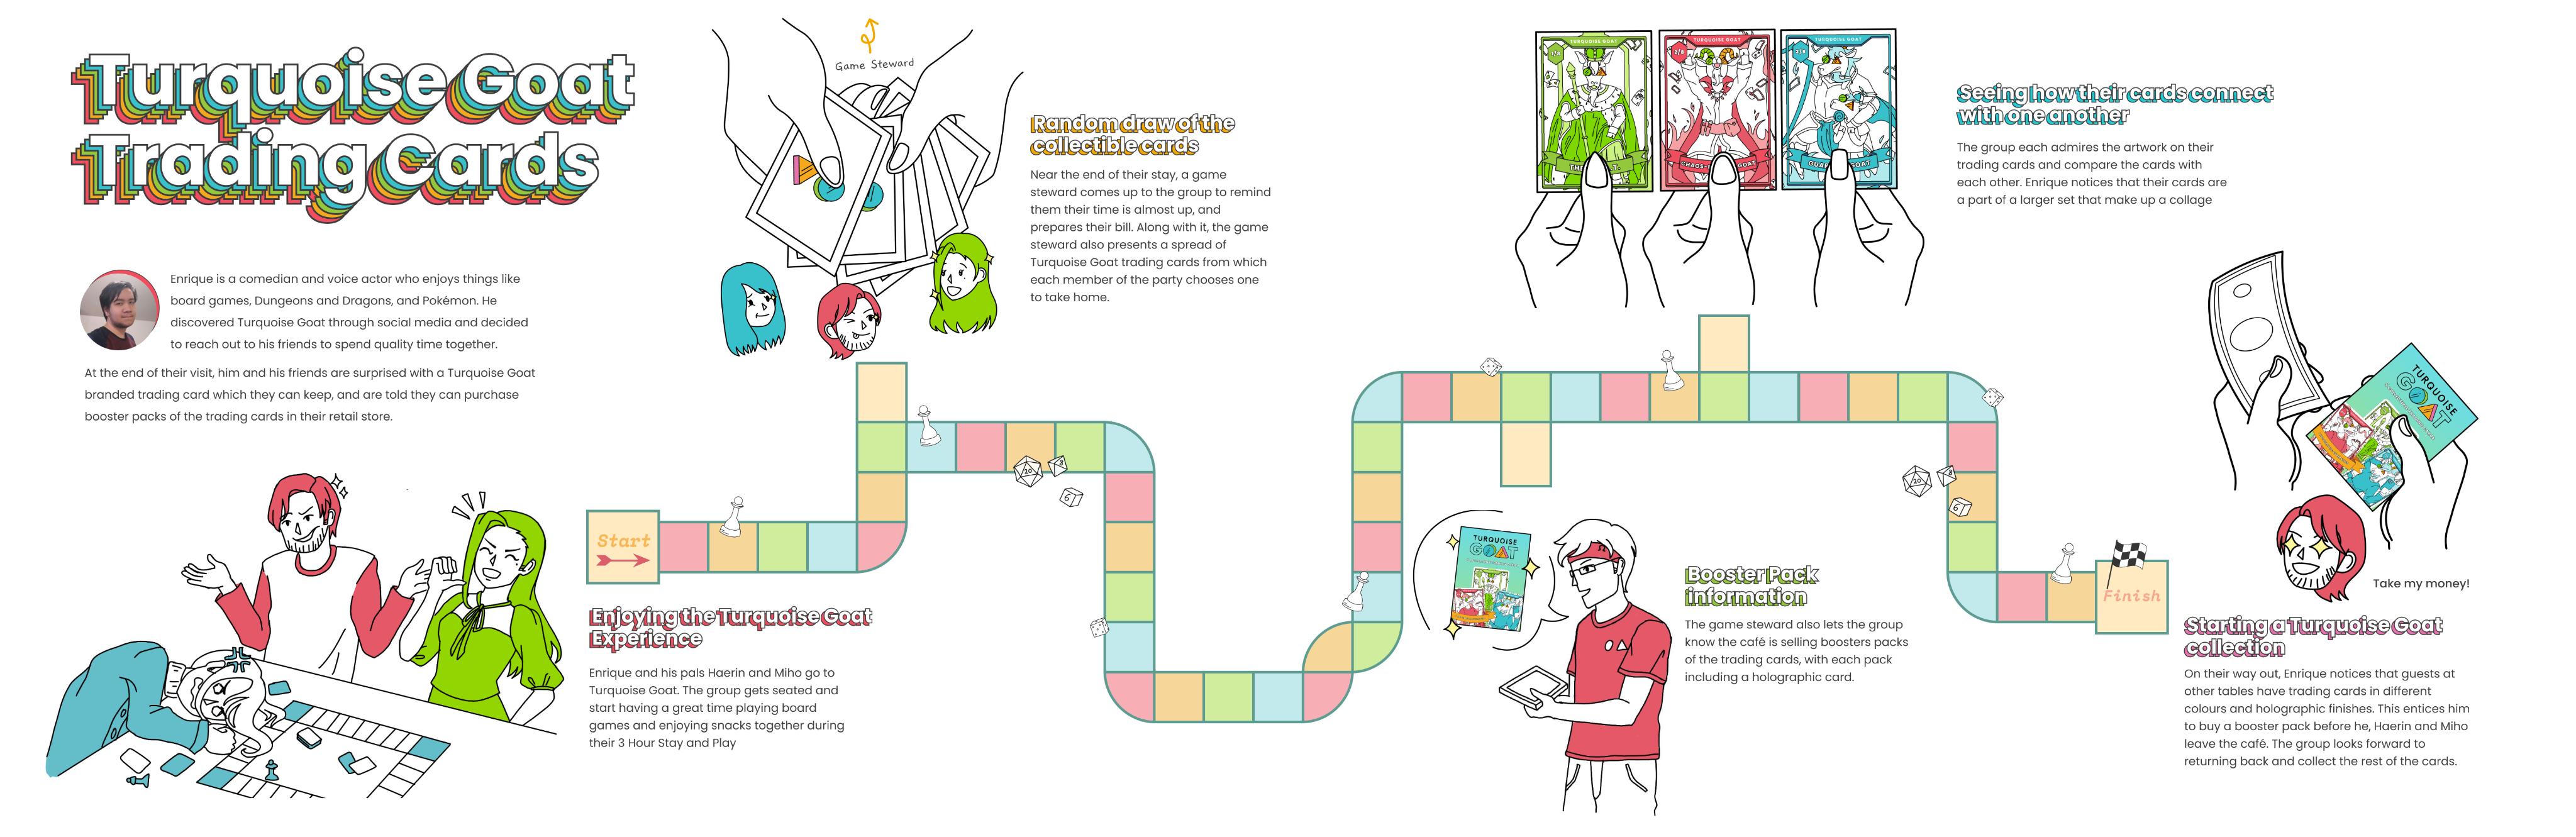 Turquoise Goat
Trading Cards
Enrique is a comedian and voice actor who enjoys things like
board games, Dungeons and Dragons, and Pokémon. He
discovered Turquoise Goat through social media and decided
to reach out to his friends to spend quality time together.
At the end of their visit, him and his friends are surprised with a Turquoise Goat
branded trading card which they can keep, and are told they can purchase
booster packs of the trading cards in their retail store.
Start
Enjoying the Turquoise Goat
Experience
Enrique and his pals Haerin and Miho go to
Turquoise Goat. The group gets seated and
start having a great time playing board
games and enjoying snacks together during
their 3 Hour Stay and Play
Game Steward
Random draw of the
collectible cards
Near the end of their stay, a game
steward comes up to the group to remind
them their time is almost up, and
prepares their bill. Along with it, the game
steward also presents a spread of
Turquoise Goat trading cards from which
each member of the party chooses one
to take home.
20
8
6
TURQUOISE
GOAT
Booster Pack
information
The game steward also lets the group
know the café is selling boosters packs
of the trading cards, with each pack
including a holographic card.
TURQUOISE GOAT
TURQUOISE GOAT
TURQUOISE GOAT
GOAT
GOAT
Seeing how their cards connect
with one another
The group each admires the artwork on their
trading cards and compare the cards with
each other. Enrique notices that their cards are
a part of a larger set that make up a collage
20
8
6
TURQUOISE
GOAT
Take my money!
Finish
Starting a Turquoise Goat
collection
On their way out, Enrique notices that guests at
other tables have trading cards in different
colours and holographic finishes. This entices him
to buy a booster pack before he, Haerin and Miho
leave the café. The group looks forward to
returning back and collect the rest of the cards.